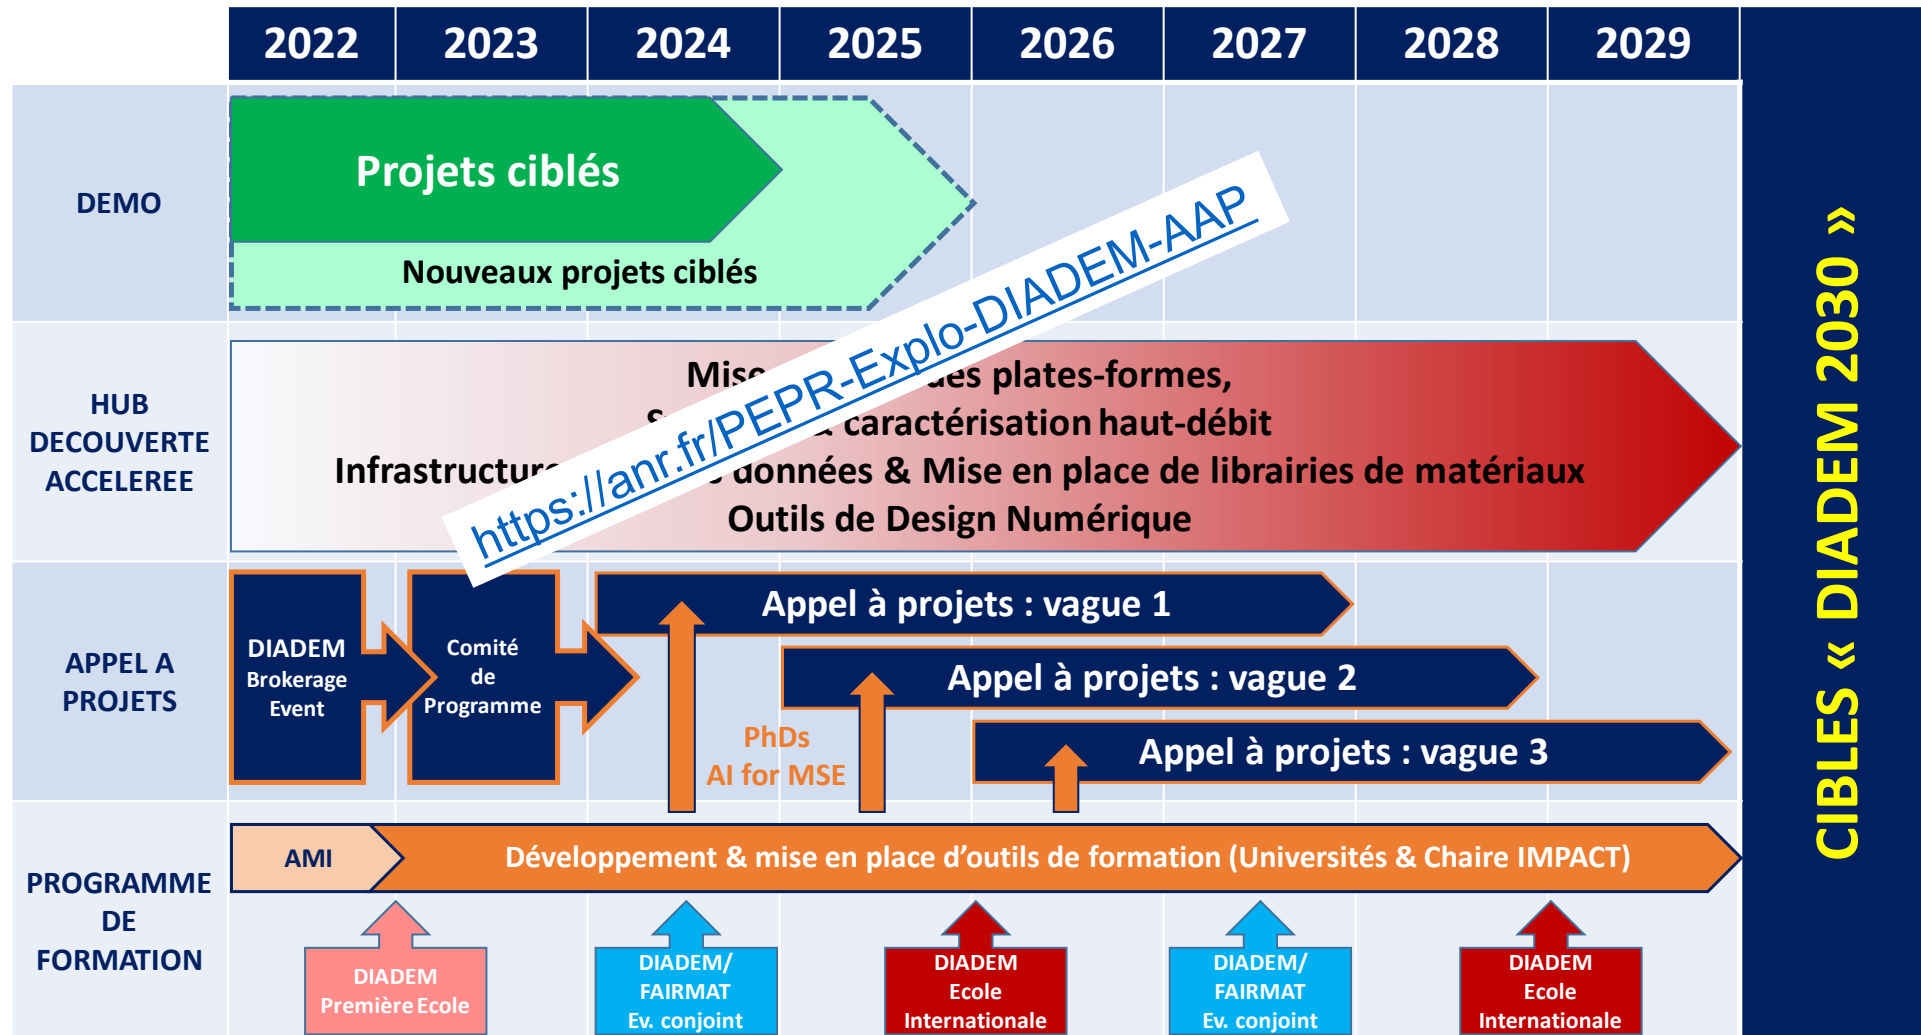 2022 2023 2024 2025 2026 2027 2028 2029
DEMO
Projets ciblés
Nouveaux projets ciblés
https://anr.fr/PEPR-Explo-DIADEM-AAP
HUB
DECOUVERTE
ACCELEREE
Mise des plates-formes,
& caractérisation haut-débit
Infrastructure données & Mise en place de librairies de matériaux
Outils de Design Numérique
APPEL A
PROJETS
DIADEM
Brokerage
Event
Comité
de
Programme
Appel à projets : vague 1
Appel à projets : vague 2
Appel à projets : vague 3
PhDs
AI for MSE
PROGRAMME
DE
FORMATION
AMI
Développement & mise en place d'outils de formation (Universités & Chaire IMPACT)
DIADEM
Première Ecole
DIADEM/
FAIRMAT
Ev. conjoint
DIADEM
Ecole
Internationale
DIADEM/
FAIRMAT
Ev. conjoint
DIADEM
Ecole
Internationale
CIBLES « DIADEM 2030 »